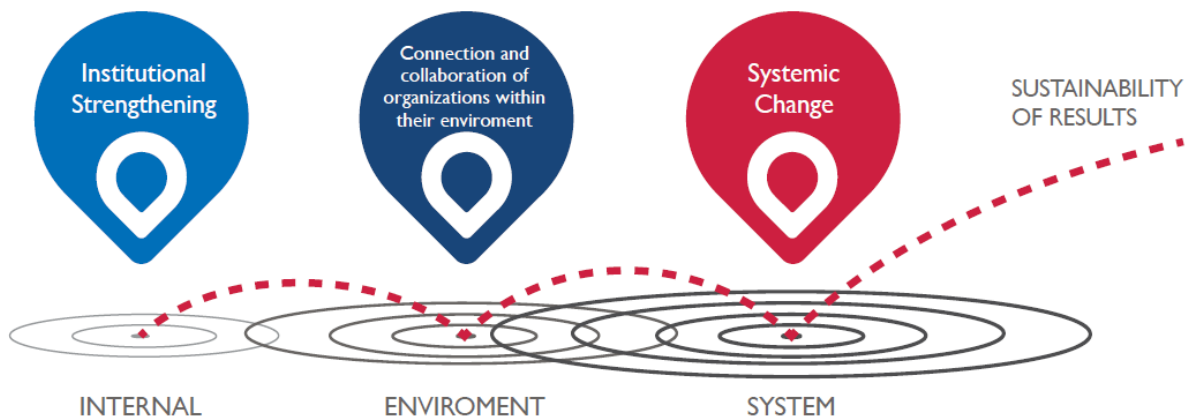 Institutional
Strengthening
Connection and
collaboration of
organizations within
their enviroment
Systemic
Change
SUSTAINABILITY
OF RESULTS
INTERNAL
ENVIROMENT
SYSTEM